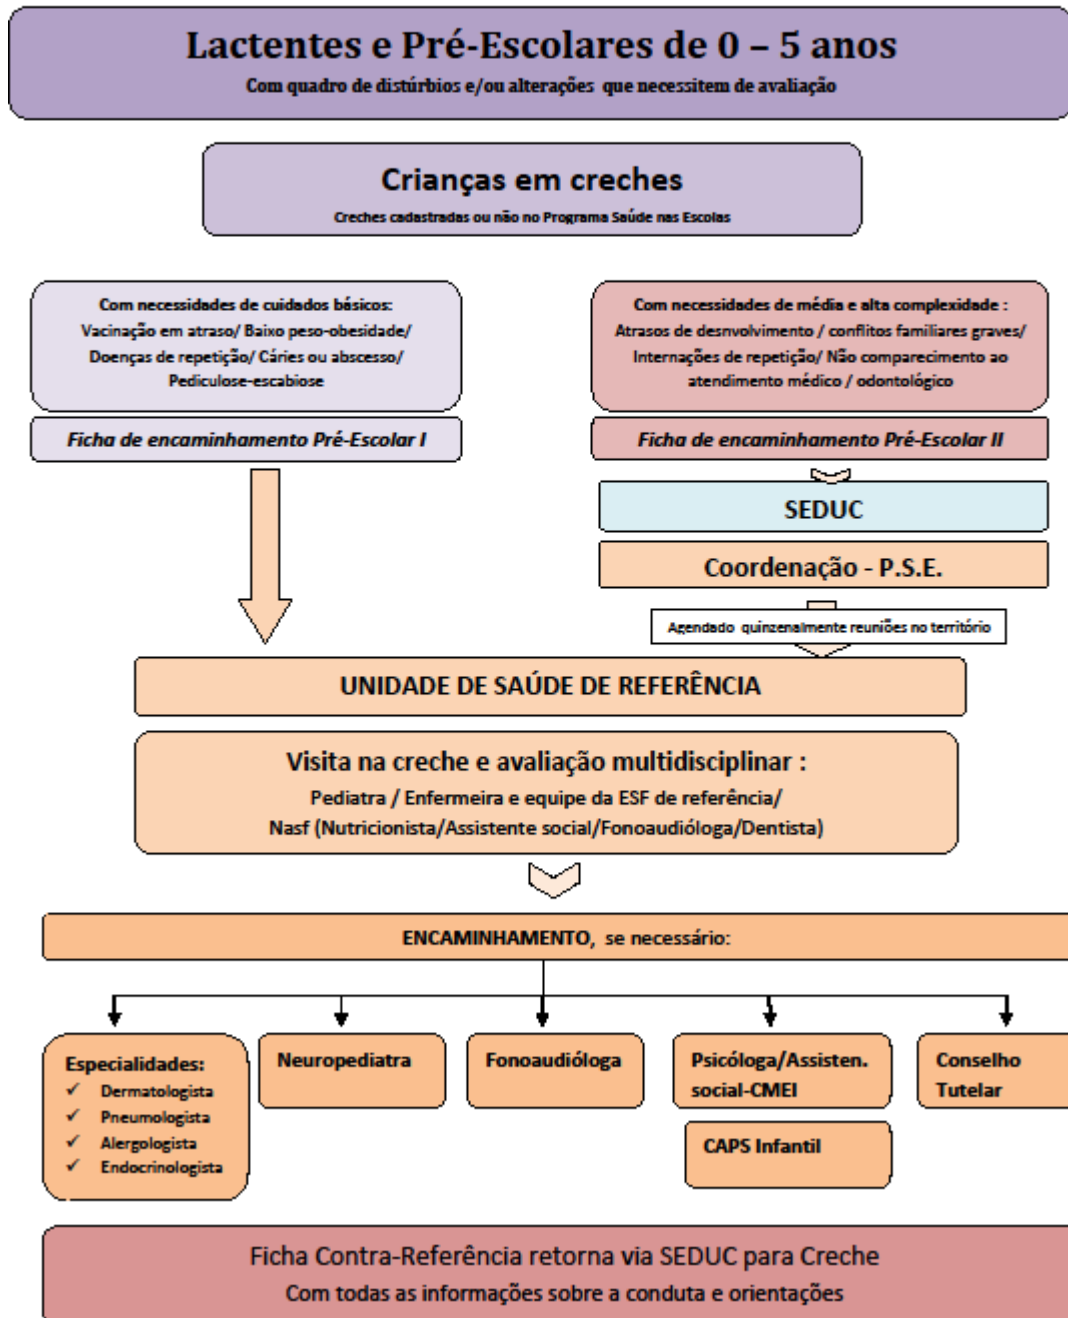 Lactentes e Pré-Escolares de 0 – 5 anos
Com quadro de distúrbios e/ou alterações que necessitem de avaliação
Crianças em creches
Creches cadastradas ou não no Programa Saúde nas Escolas
Com necessidades de cuidados básicos:
Vacinação em atraso/ Baixo peso-obesidade/
Doenças de repetição/ Cáries ou abscesso/
Pediculose-escabiose
Ficha de encaminhamento Pré-Escolar I
Com necessidades de média e alta complexidade :
Atrasos de desnvolvimento / conflitos familiares graves/
Internações de repetição/ Não comparecimento ao
atendimento médico / odontológico
Ficha de encaminhamento Pré-Escolar II
SEDUC
Coordenação - P.S.E.
Agendado quinzenalmente reuniões no território
UNIDADE DE SAÚDE DE REFERÊNCIA
Visita na creche e avaliação multidisciplinar :
Pediatra / Enfermeira e equipe da ESF de referência/
Nasf (Nutricionista/Assistente social/Fonoaudióloga/Dentista)
ENCAMINHAMENTO, se necessário:
Especialidades:
✓ Dermatologista
✓ Pneumologista
✓ Alergologista
✓ Endocrinologista
Neuropediatra
Fonoaudióloga
Psicóloga/Assisten.
social-CMEI
CAPS Infantil
Conselho
Tutelar
Ficha Contra-Referência retorna via SEDUC para Creche
Com todas as informações sobre a conduta e orientações